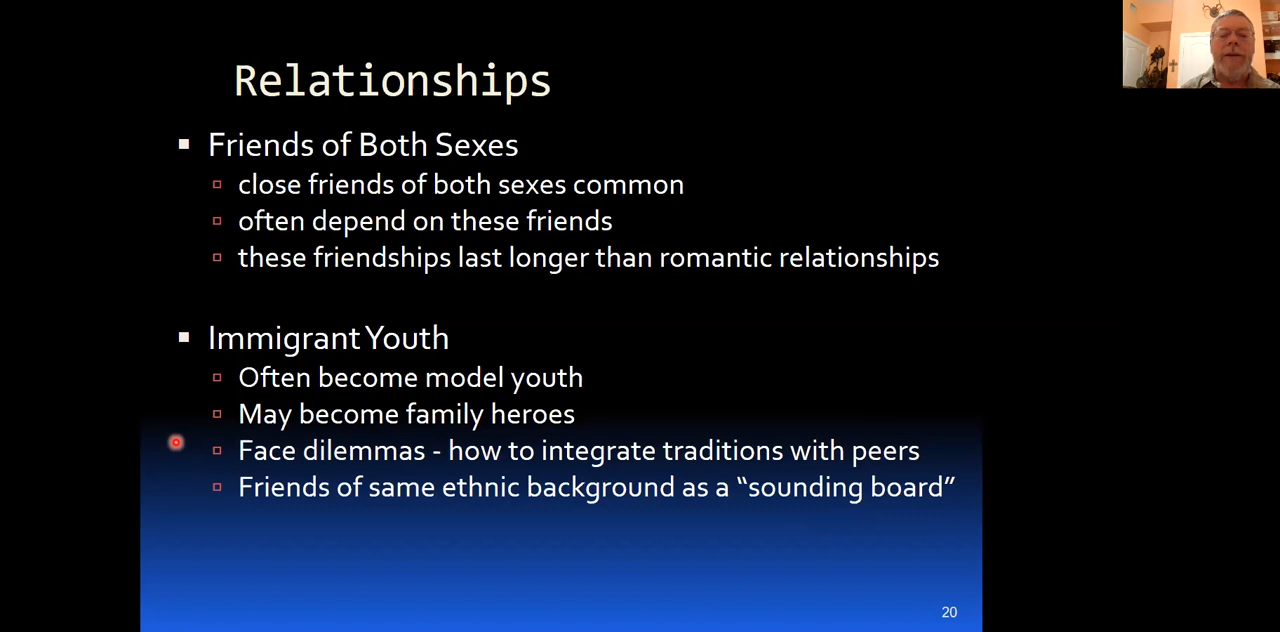 Relationships
Friends of Both Sexes
close friends of both sexes common
often depend on these friends
these friendships last longer than romantic relationships
Immigrant Youth
Often become model youth
May become family heroes
Face dilemmas - how to integrate traditions with peers
Friends of same ethnic background as a “sounding board”
20